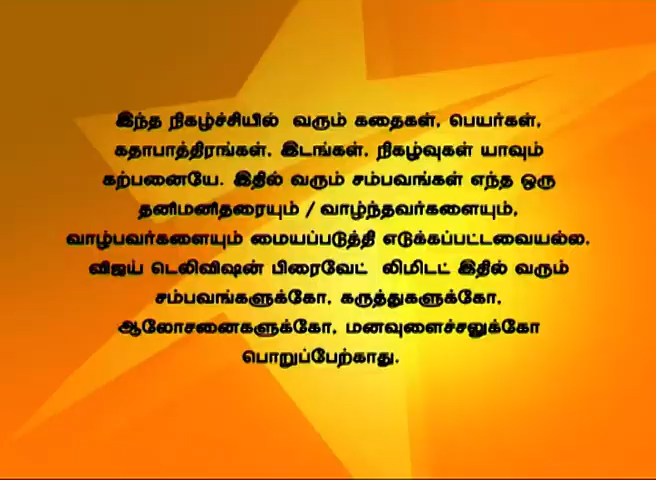 இந்த நிகழ்ச்சியில் வரும் கதைகள், பெயர்கள்,
கதாபாத்திரங்கள், இடங்கள், நிகழ்வுகள் யாவும்
கற்பனையே. இதில் வரும் சம்பவங்கள் எந்த ஒரு
தனிமனிதரையும் / வாழ்ந்தவர்களையும்,
வாழ்பவர்களையும் மையப்படுத்தி எடுக்கப்பட்டவையல்ல.
விஜய் டெலிவிஷன் பிரைவேட் லிமிடட் இதில் வரும்
சம்பவங்களுக்கோ, கருத்துகளுக்கோ,
ஆலோசனைகளுக்கோ, மனவுளைச்சலுக்கோ
பொறுப்பேற்காது.